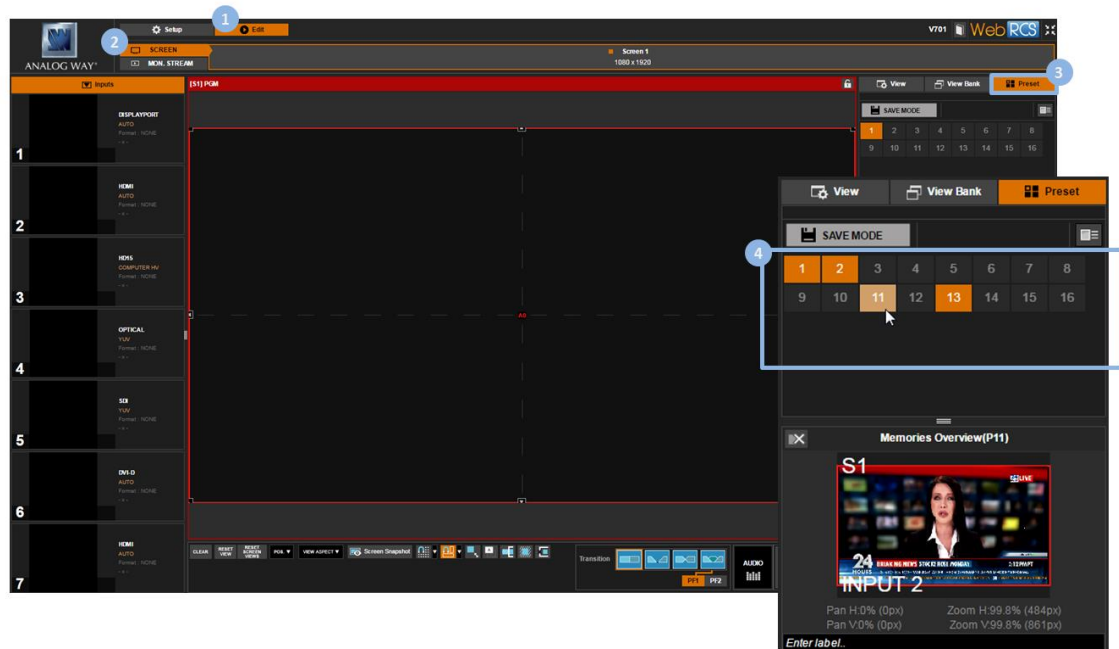 1
Setup
Edit
V701
Web RCS
2
SCREEN
Screen 1
MON. STREAM
1080 x 1920
ANALOG WAY®
3
Inputs
[S1] PGM
View
View Bank
Preset
SAVE MODE
1 2 3 4 5 6 7 8
9 10 11 12 13 14 15 16
DISPLAYPORT
AUTO
Format : NONE
1
HDMI
AUTO
Format : NONE
2
HD15
COMPUTER HV
Format : NONE
3
OPTICAL
YUV
Format : NONE
4
SDI
YUV
Format : NONE
5
DVI-D
AUTO
Format : NONE
6
HDMI
AUTO
Format : NONE
7
CLEAR
RESET VIEW
RESET SCREEN VIEWS
POS.
VIEW ASPECT
Screen Snapshot
Transition
PF1 PF2
AUDIO
View
View Bank
Preset
SAVE MODE
4
1 2 3 4 5 6 7 8
9 10 11 12 13 14 15 16
Memories Overview(P11)
S1
LIVE
24
HOURS
BREAKING NEWS
INPUT 2
Pan H:0% (0px) Zoom H:99.8% (484px)
Pan V:0% (0px) Zoom V:99.8% (861px)
Enter label..